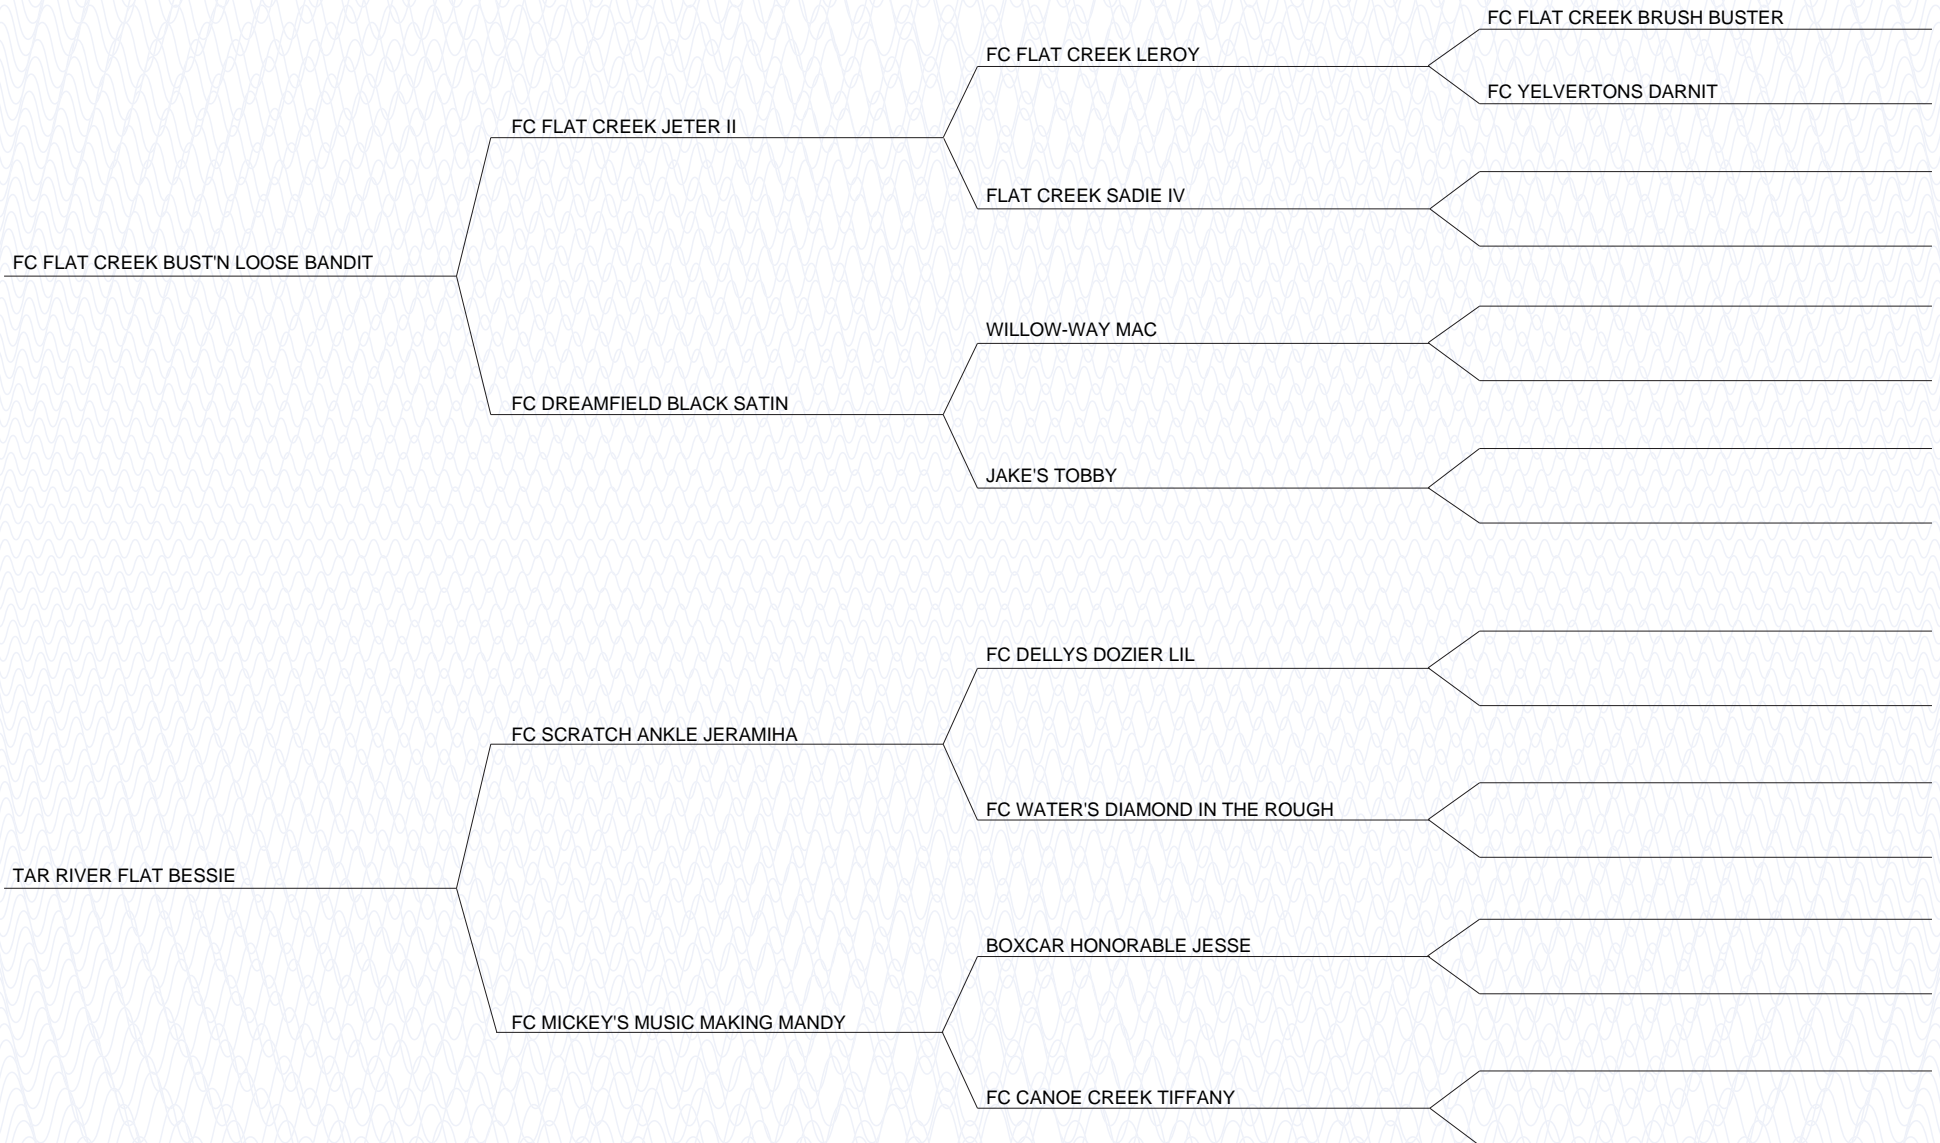 FC FLAT CREEK BRUSH BUSTER
FC FLAT CREEK LEROY
FC YELVERTONS DARNIT
FC FLAT CREEK JETER II
FLAT CREEK SADIE IV
FC FLAT CREEK BUST'N LOOSE BANDIT
WILLOW-WAY MAC
FC DREAMFIELD BLACK SATIN
JAKE'S TOBBY
FC DELLYS DOZIER LIL
FC SCRATCH ANKLE JERAMIHA
FC WATER'S DIAMOND IN THE ROUGH
TAR RIVER FLAT BESSIE
BOXCAR HONORABLE JESSE
FC MICKEY'S MUSIC MAKING MANDY
FC CANOE CREEK TIFFANY